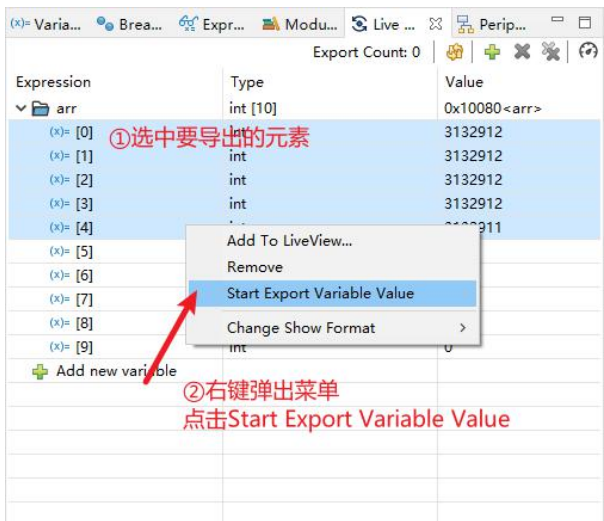 (x)= Varia... Brea... Expr... Modu... Live ... Perip...
Export Count: 0
Expression Type Value
arr int [10] 0x10080<arr>
(x)= [0] int 3132912
①选中要导出的元素
(x)= [1] int 3132912
(x)= [2] int 3132912
(x)= [3] int 3132912
(x)= [4]
(x)= [5]
(x)= [6]
(x)= [7]
(x)= [8]
(x)= [9] int 0
Add To LiveView...
Remove
Start Export Variable Value
Change Show Format
Add new variable
②右键弹出菜单
点击Start Export Variable Value